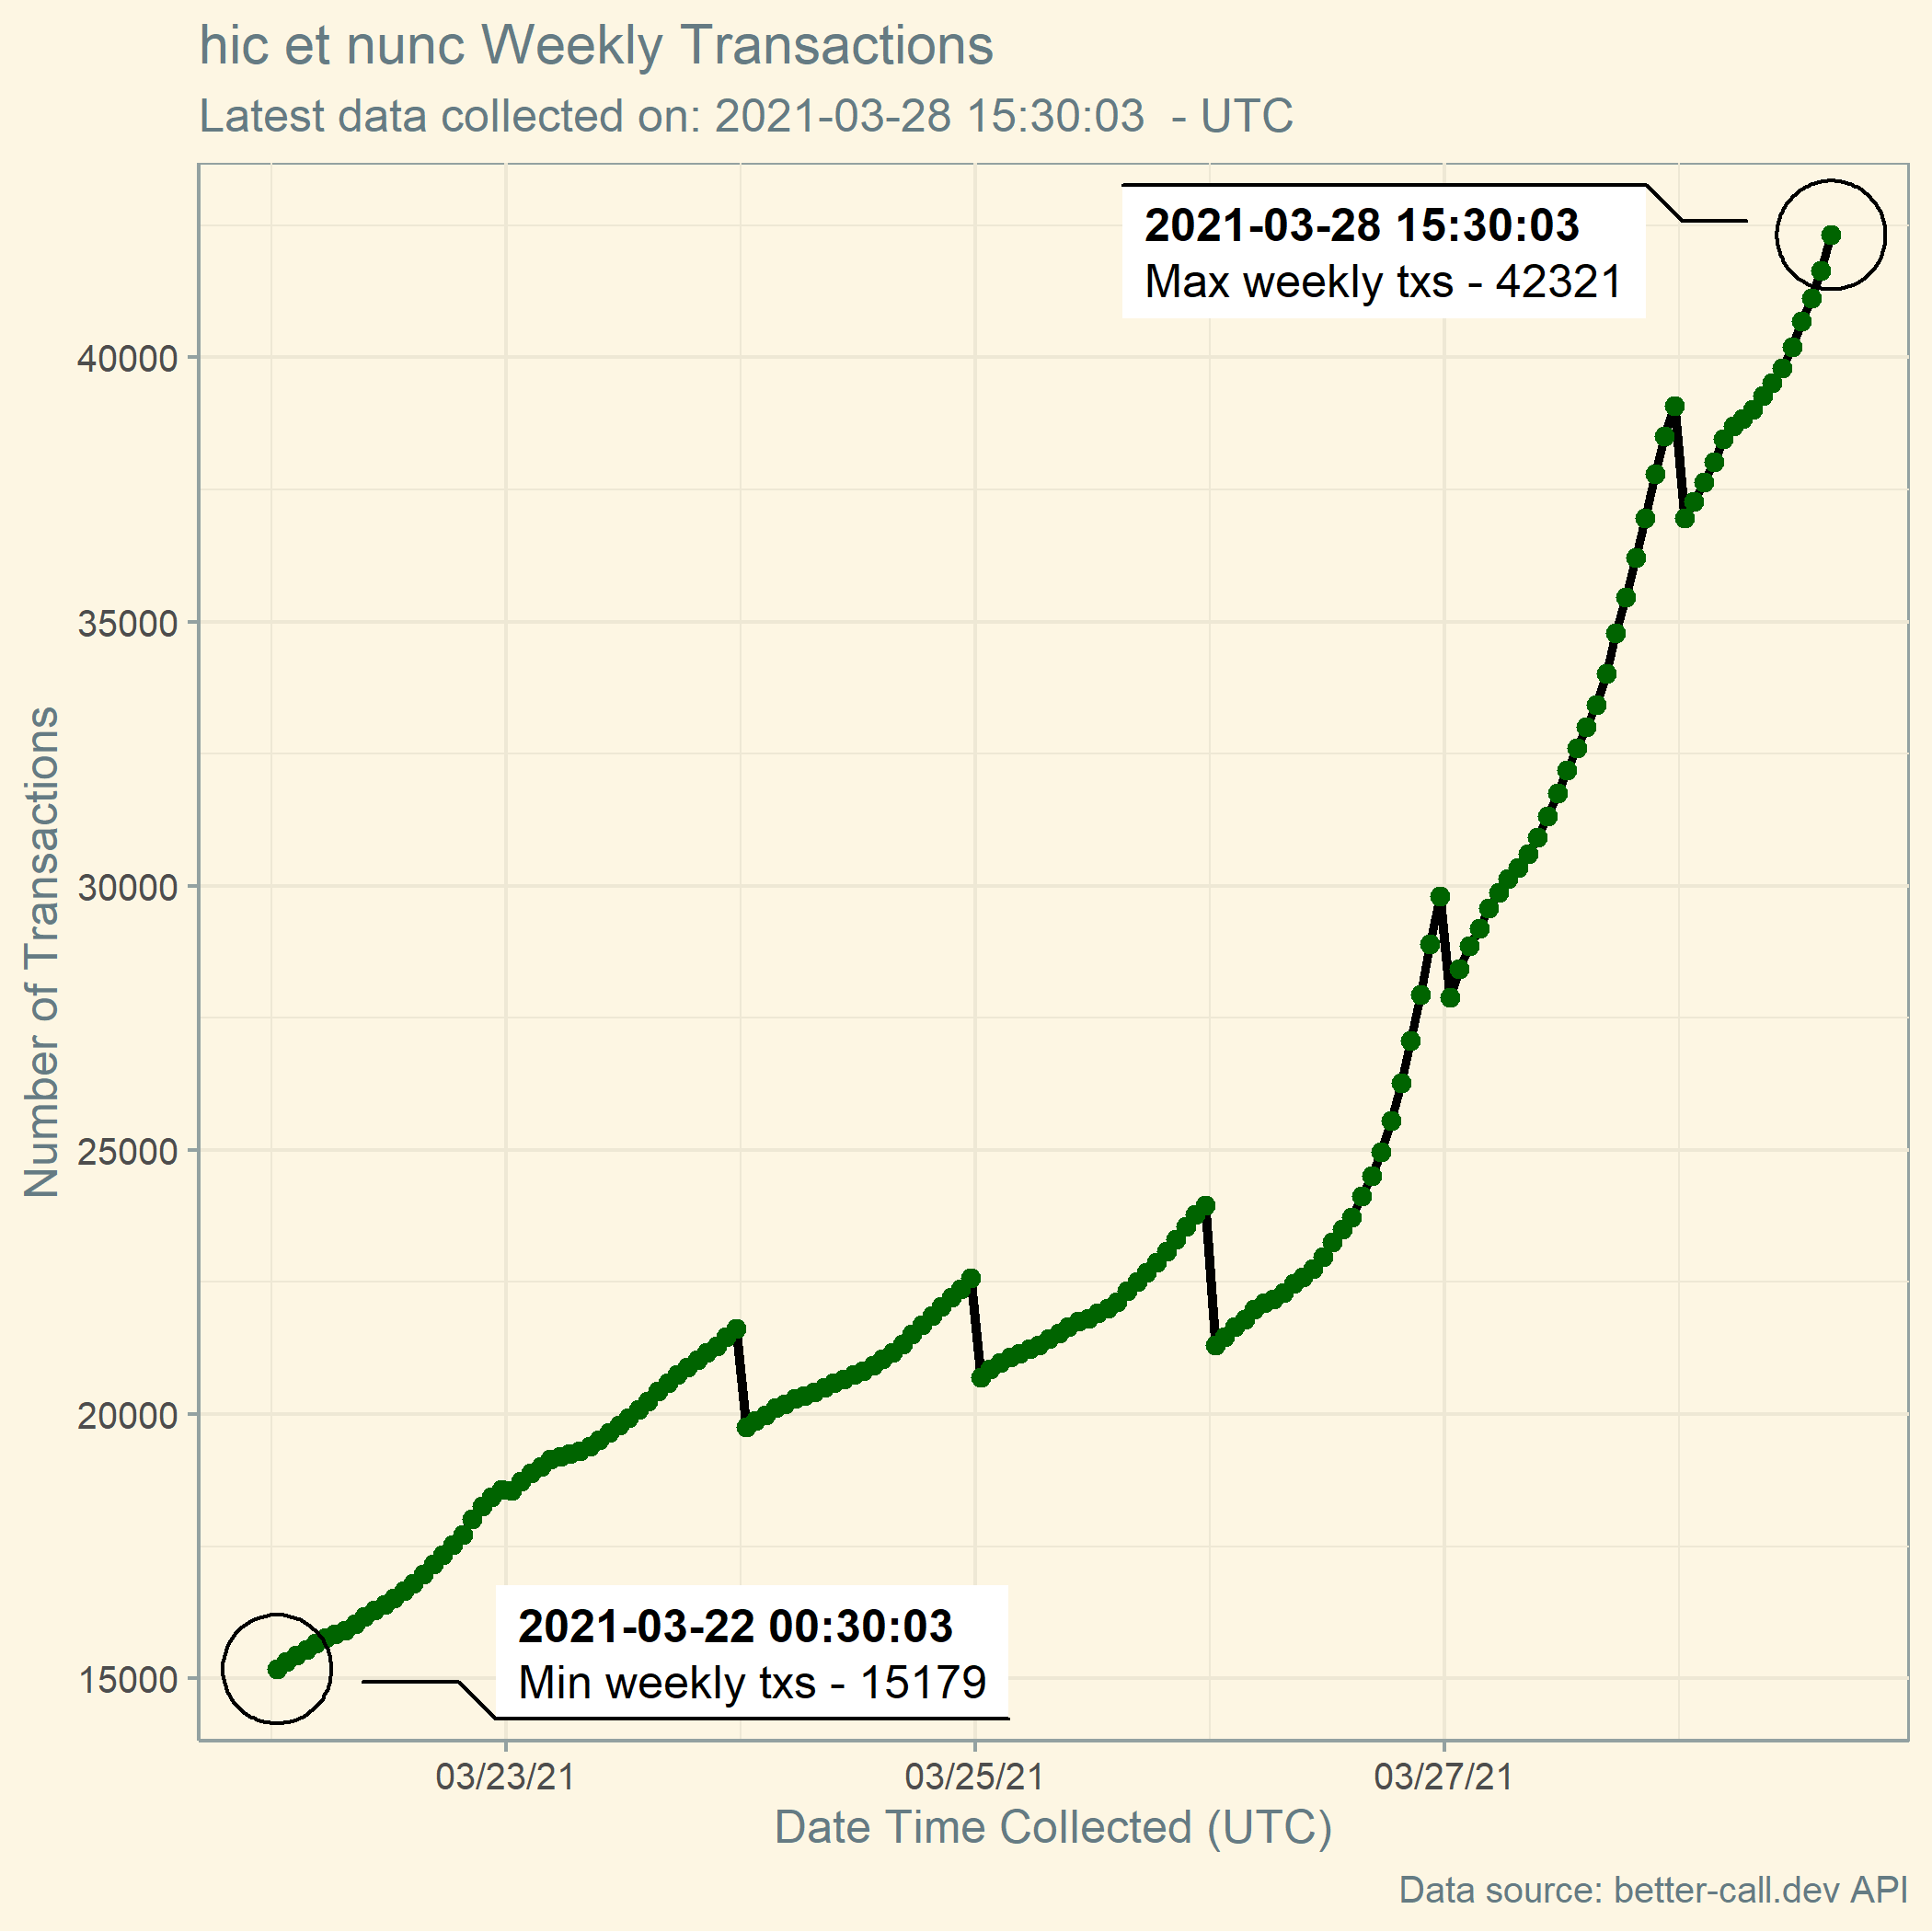 hic et nunc Weekly Transactions
Latest data collected on: 2021-03-28 15:30:03  - UTC
2021-03-28 15:30:03
Max weekly txs - 42321
40000
35000
30000
25000
20000
15000
Number of Transactions
2021-03-22 00:30:03
Min weekly txs - 15179
03/23/21
03/25/21
03/27/21
Date Time Collected (UTC)
Data source: better-call.dev API